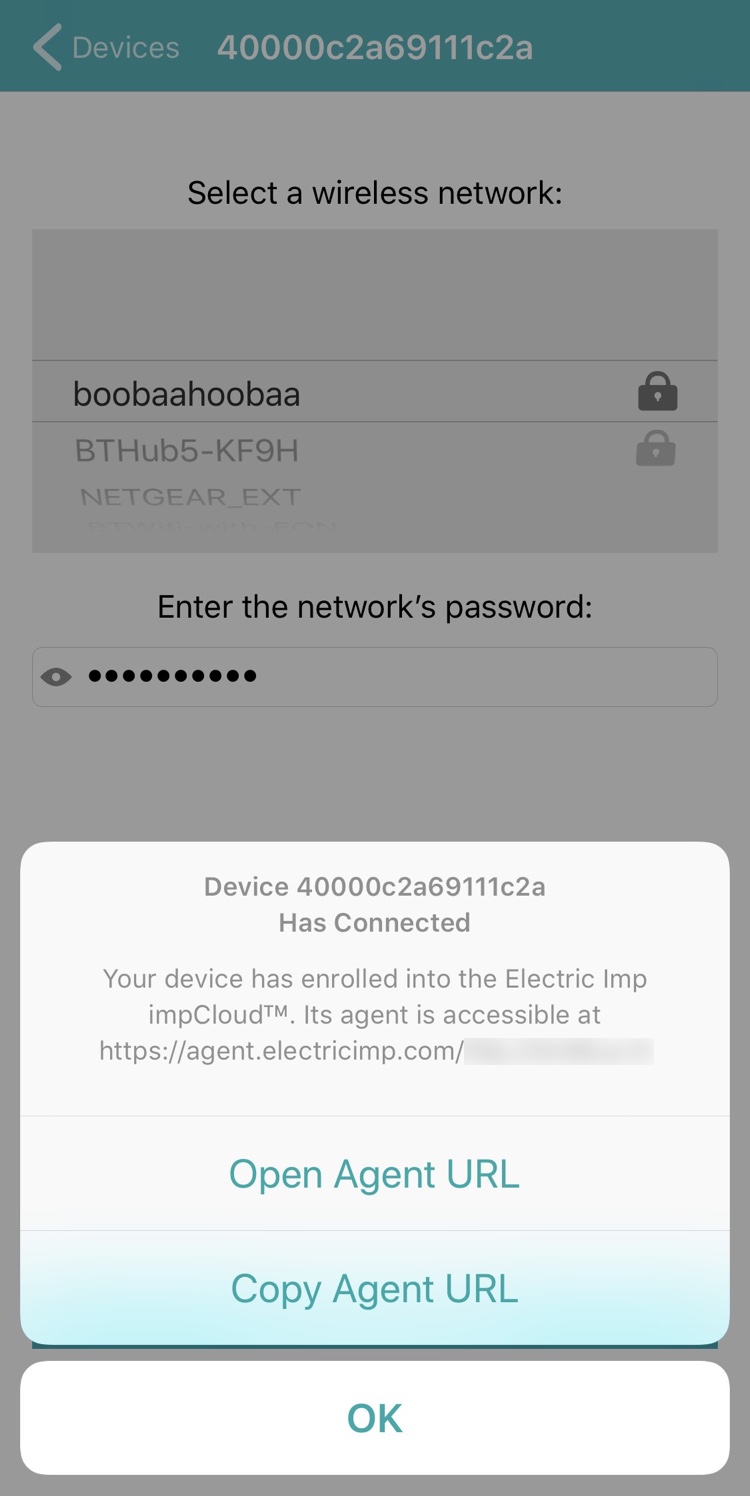 Devices 40000c2a69111c2a
Select a wireless network:
boobaahoobaa
BTHub5-KF9H
NETGEAR_EXT
Enter the network’s password:
••••••••••
Device 40000c2a69111c2a
Has Connected
Your device has enrolled into the Electric Imp
impCloud™. Its agent is accessible at
https://agent.electricimp.com/
Open Agent URL
Copy Agent URL
OK